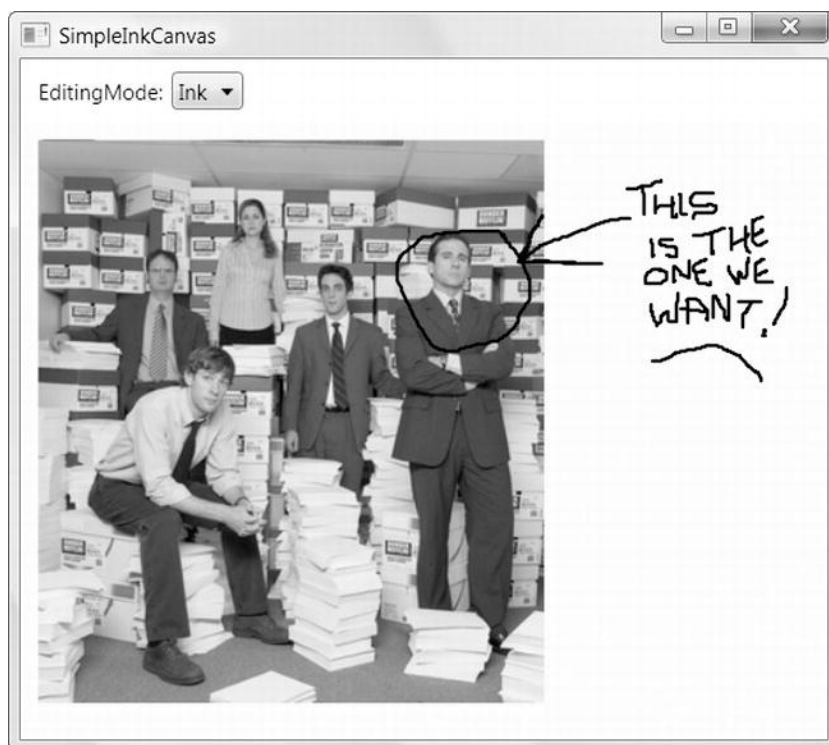 SimpleInkCanvas
EditingMode: Ink
THIS
IS THE
ONE WE
WANT!